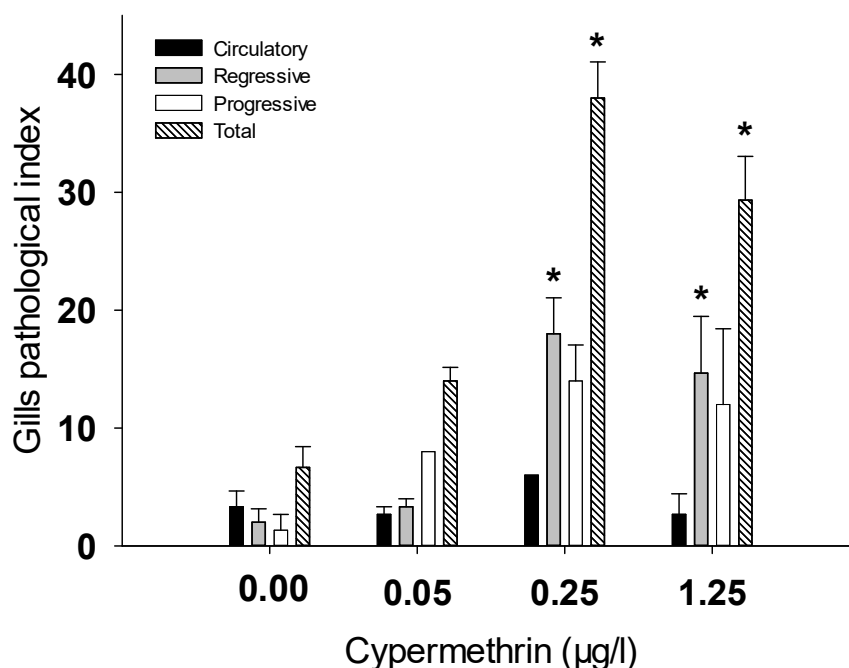 Circulatory
Regressive
Progressive
Total
Gills pathological index
40
30
20
10
0
*
*
*
*
0.00 0.05 0.25 1.25
Cypermethrin (µg/l)